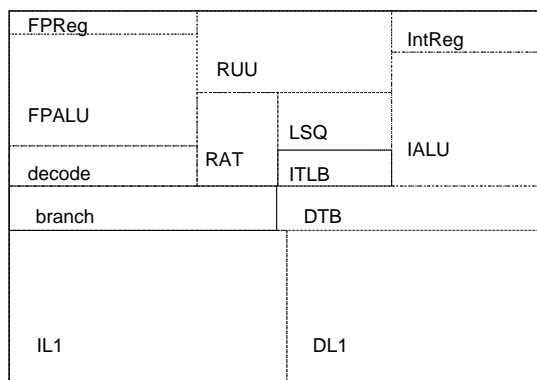 FPReg
IntReg
RUU
FPALU
LSQ
IALU
RAT
decode
ITLB
branch
DTB
IL1
DL1